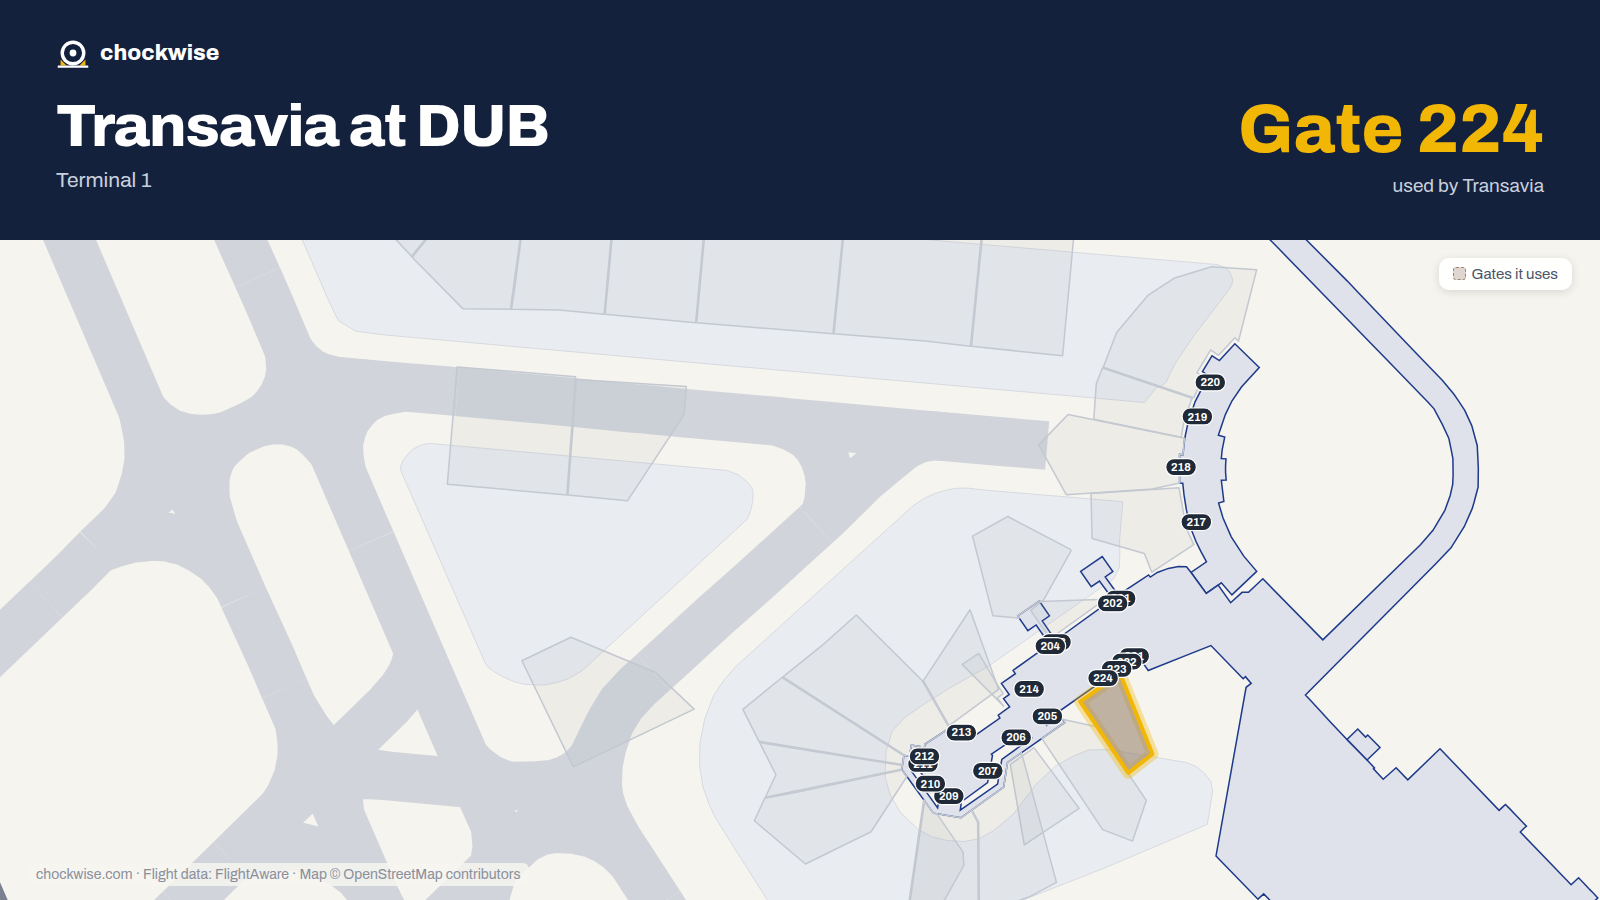 chockwise
Transavia at DUB
Terminal 1
Gate 224
used by Transavia
Gates it uses
220
219
218
217
202
204
223
224
214
205
213
206
212
207
210
209
chockwise.com · Flight data: FlightAware · Map © OpenStreetMap contributors